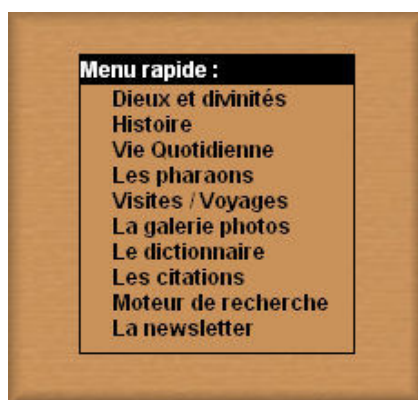 Menu rapide :
Dieux et divinités
Histoire
Vie Quotidienne
Les pharaons
Visites / Voyages
La galerie photos
Le dictionnaire
Les citations
Moteur de recherche
La newsletter